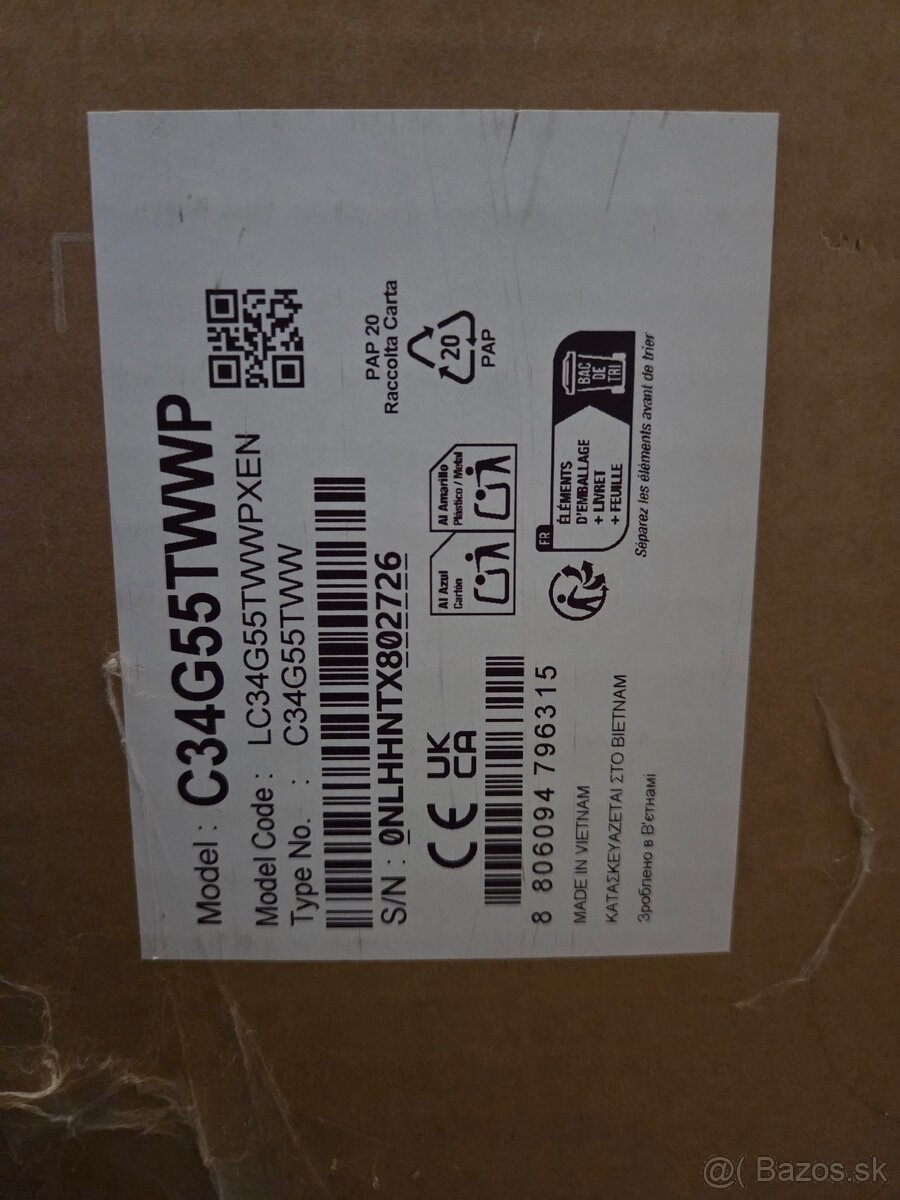 Model : C34G55TWWP
Model Code : LC34G55TWWPXEN
Type No. : C34G55TWW
S/N : 0NLHHNTX802726
PAP 20
Raccolta Carta
20
PAP
CE
UK
CA
Al Azul
Cartón
Al Amarillo
Plástico / Metal
FR
ÉLÉMENTS
D'EMBALLAGE
+ LIVRET
+ FEUILLE
BAC
DE
TRI
Séparez les éléments avant de trier
8 806094 796315
MADE IN VIETNAM
ΚΑΤΑΣΚΕΥΑΖΕΤΑΙ ΣΤΟ ΒΙΕΤΝΑΜ
Зроблено в В'єтнамі
@( Bazos.sk